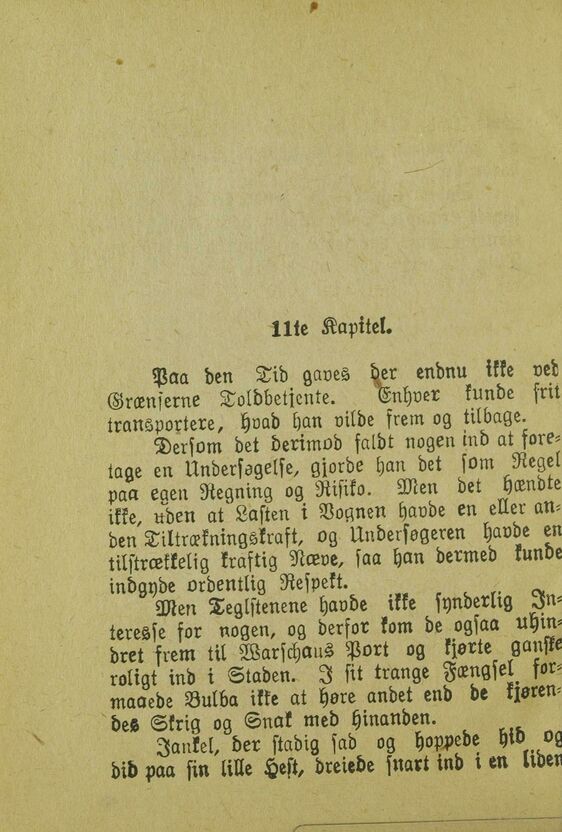 11te Kapitel.
Paa den Tid gaves der endnu ikke ved
Grænserne Toldbetjente. Enhver kunde frit
transportere, hvad han vilde frem og tilbage.
Dersom det derimod faldt nogen ind at fore-
tage en Undersøgelse, gjorde han det som Regel
paa egen Regning og Risiko. Men det hændte
ikke, uden at Lasten i Vognen havde en eller an-
den Tiltrækningskraft, og Undersøgeren havde en
tilstrækkelig kraftig Næve, saa han dermed kunde
indgyde ordentlig Respekt.
Men Teglstenene havde ikke synderlig In-
teresse for nogen, og derfor kom de ogsaa uhin-
dret frem til Warschaus Port og kjørte ganske
roligt ind i Staden. I sit trange Fængsel for-
maaede Bulba ikke at høre andet end de kjøren-
des Skrig og Snak med hinanden.
Jankel, der stadig sad og hoppede hid og
did paa sin lille Hest, dreiede snart ind i en liden